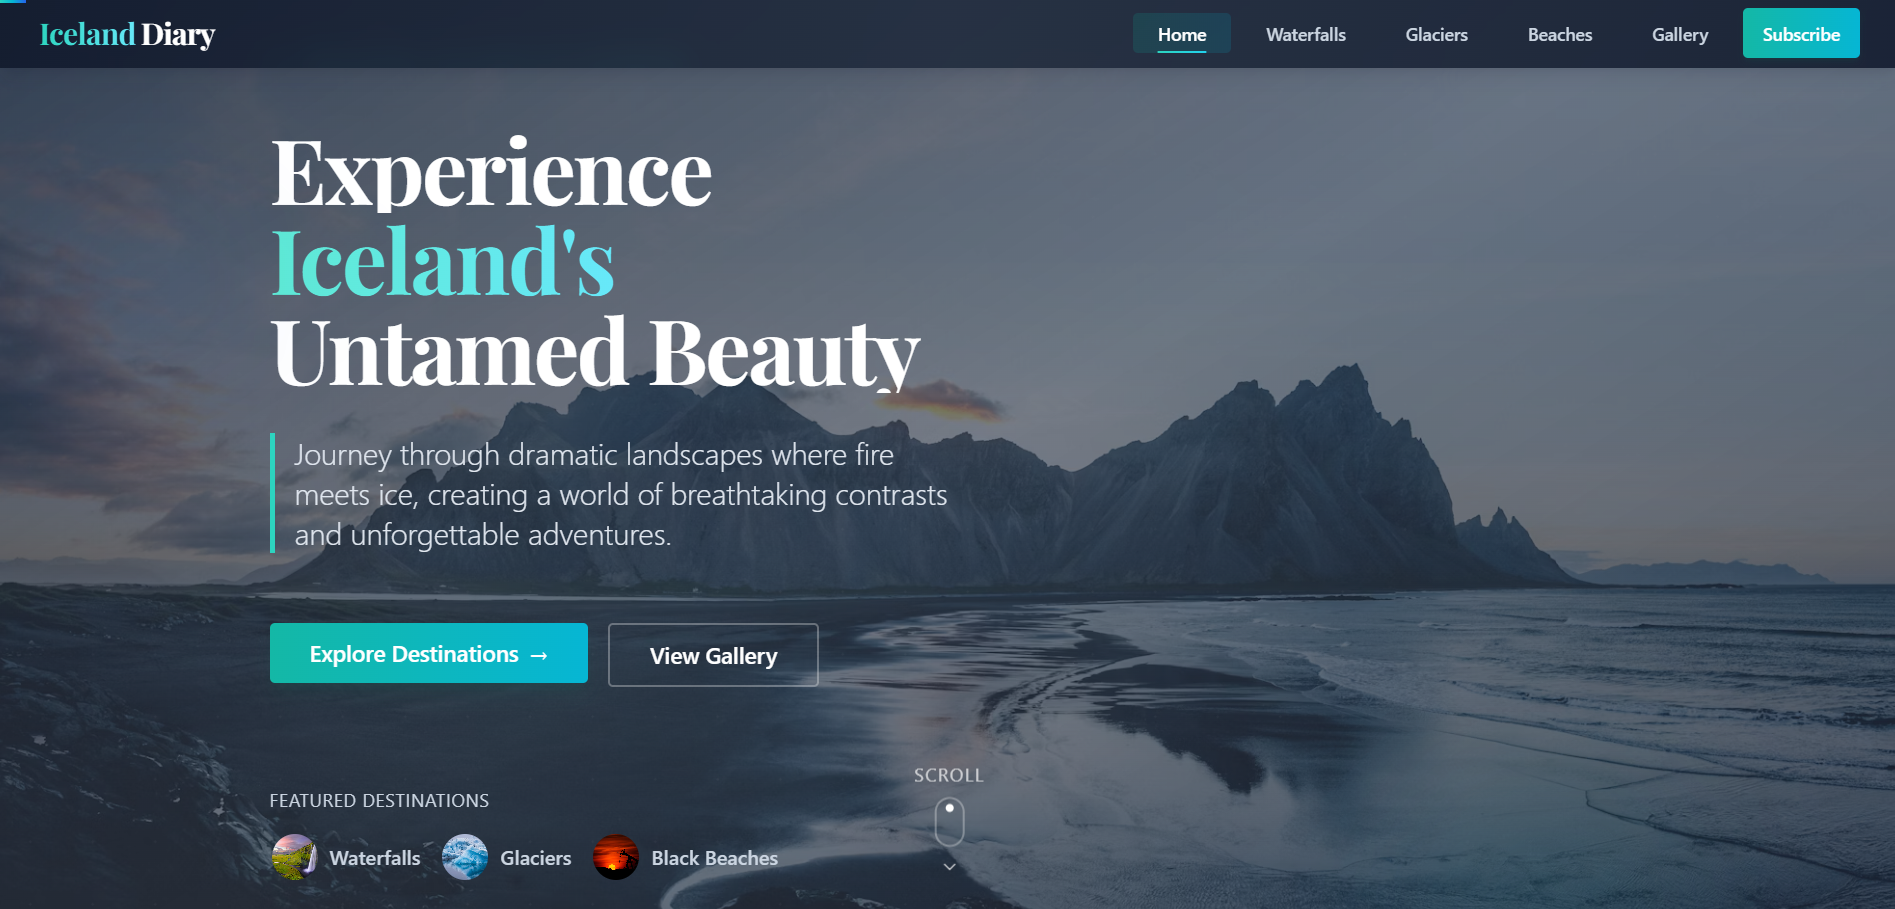 Iceland Diary
Home
Waterfalls
Glaciers
Beaches
Gallery
Subscribe
Experience
Iceland's
Untamed Beauty
Journey through dramatic landscapes where fire
meets ice, creating a world of breathtaking contrasts
and unforgettable adventures.
Explore Destinations →
View Gallery
SCROLL
FEATURED DESTINATIONS
Waterfalls
Glaciers
Black Beaches